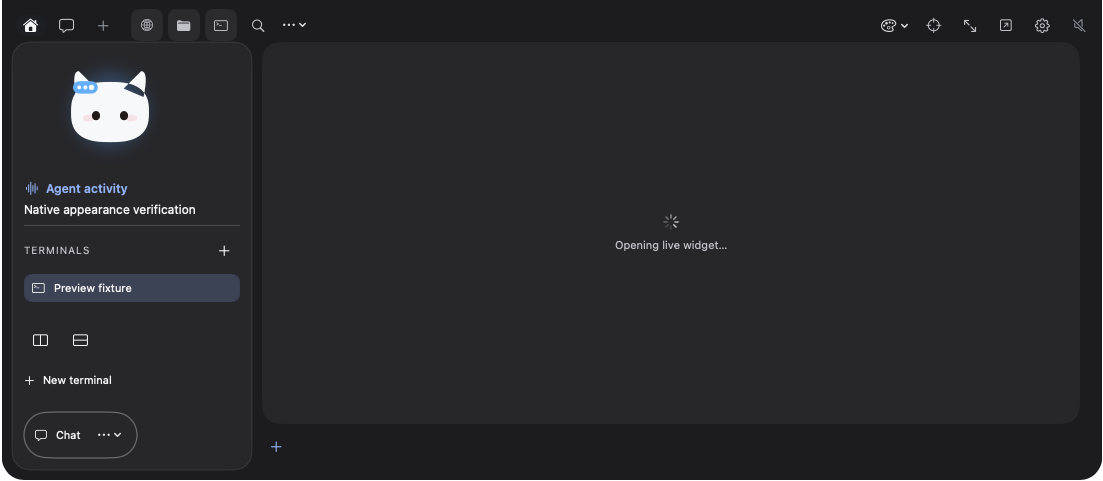 Agent activity
Native appearance verification
TERMINALS
Preview fixture
New terminal
Chat
Opening live widget...